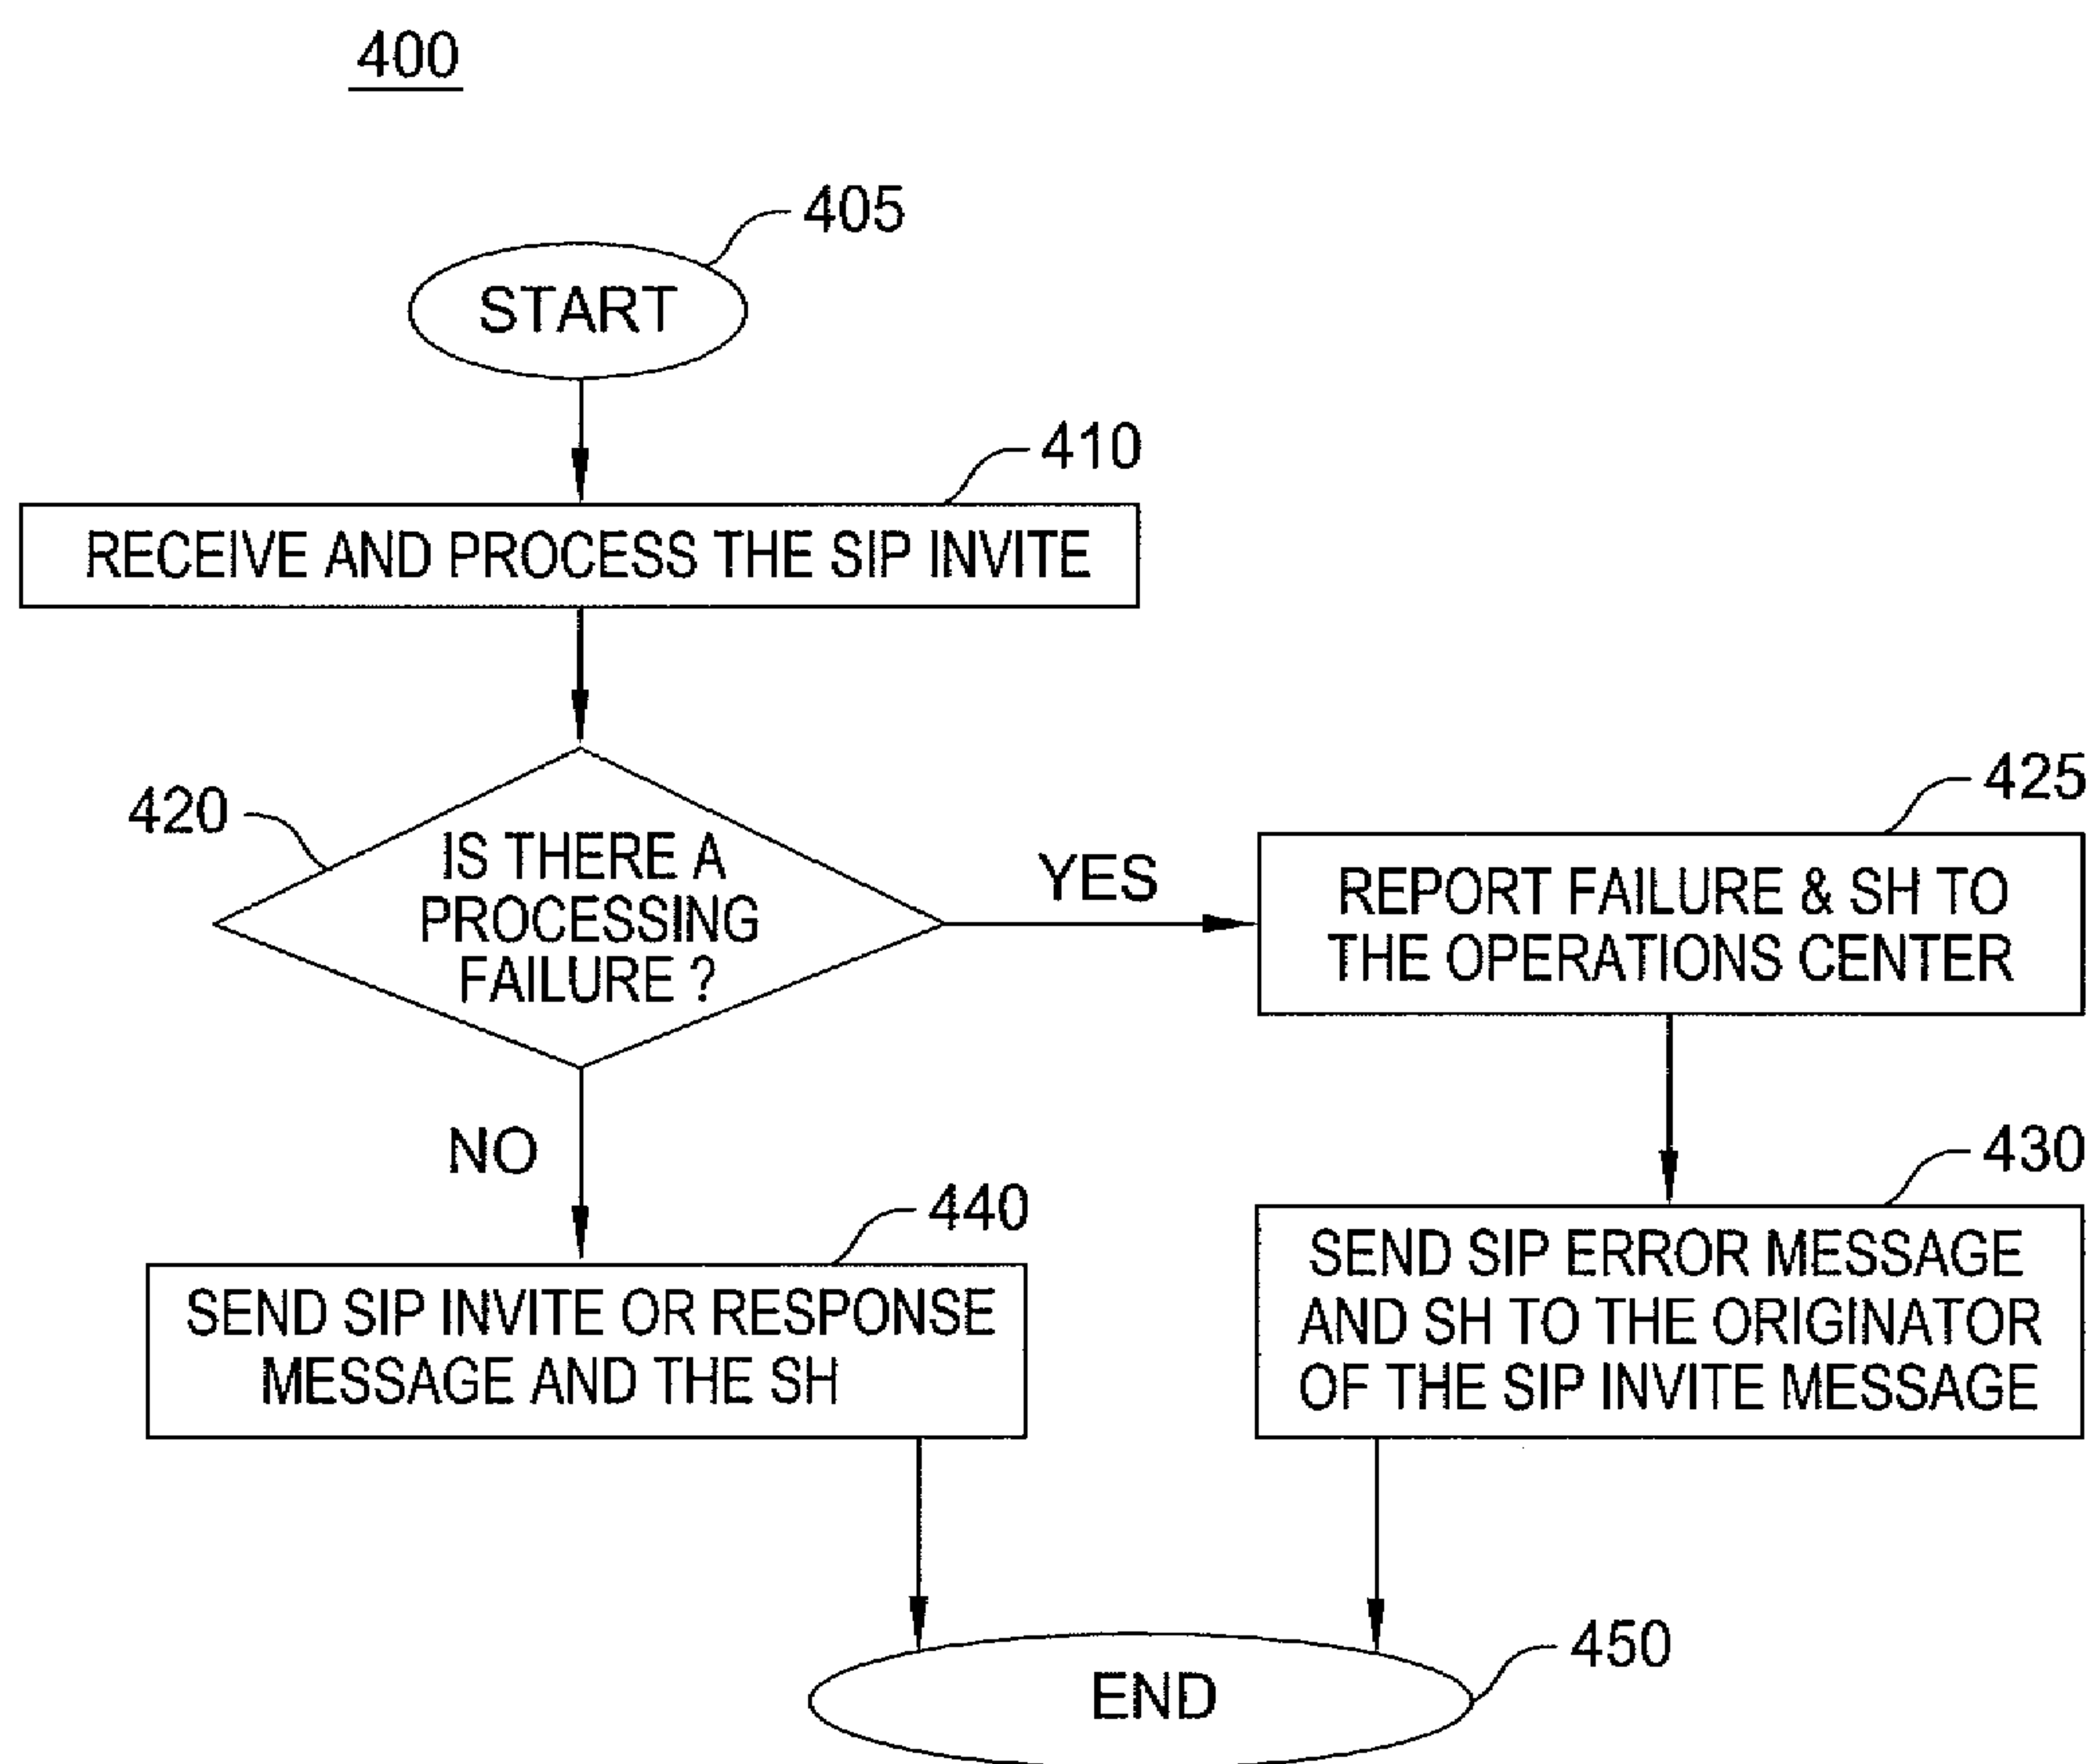 400
405
START
410
RECEIVE AND PROCESS THE SIP INVITE
420
IS THERE A
PROCESSING
FAILURE ?
YES
425
REPORT FAILURE & SH TO
THE OPERATIONS CENTER
NO
430
SEND SIP ERROR MESSAGE
AND SH TO THE ORIGINATOR
OF THE SIP INVITE MESSAGE
440
SEND SIP INVITE OR RESPONSE
MESSAGE AND THE SH
450
END